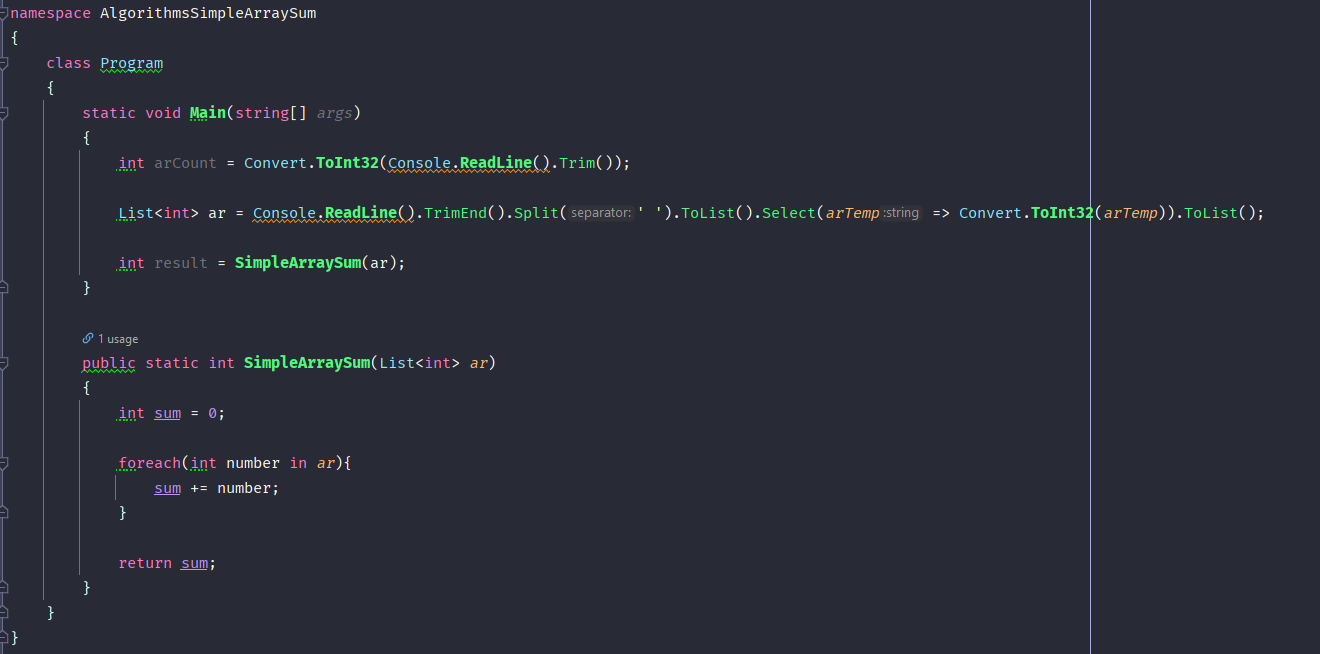 namespace AlgorithmsSimpleArraySum
{
class Program
{
static void Main(string[] args)
{
int arCount = Convert.ToInt32(Console.ReadLine().Trim());
List<int> ar = Console.ReadLine().TrimEnd().Split( separator: ' ').ToList().Select(arTemp :string => Convert.ToInt32(arTemp)).ToList();
int result = SimpleArraySum(ar);
}
1 usage
public static int SimpleArraySum(List<int> ar)
{
int sum = 0;
foreach(int number in ar){
sum += number;
}
return sum;
}
}
}